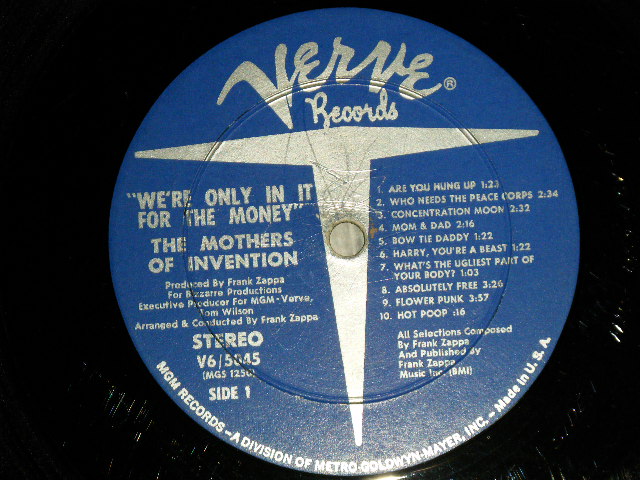 Verve®
Records
"WE'RE ONLY IN IT
FOR THE MONEY"
THE MOTHERS
OF INVENTION
Produced By Frank Zappa
For Bizzarre Productions
Executive Producer For MGM-Verve,
Tom Wilson
Arranged & Conducted By Frank Zappa
STEREO
V6/5045
(MGS 1250)
SIDE 1
1. ARE YOU HUNG UP 1:23
2. WHO NEEDS THE PEACE CORPS 2:34
3. CONCENTRATION MOON 2:32
4. MOM & DAD 2:16
5. BOW TIE DADDY 1:22
6. HARRY, YOU'RE A BEAST 1:22
7. WHAT'S THE UGLIEST PART OF
YOUR BODY? 1:03
8. ABSOLUTELY FREE 3:26
9. FLOWER PUNK 3:57
10. HOT POOP :16
All Selections Composed
By Frank Zappa
And Published By
Frank Zappa
Music Inc. (BMI)
MGM RECORDS—A DIVISION OF METRO-GOLDWYN-MAYER, INC.—Made in U.S.A.